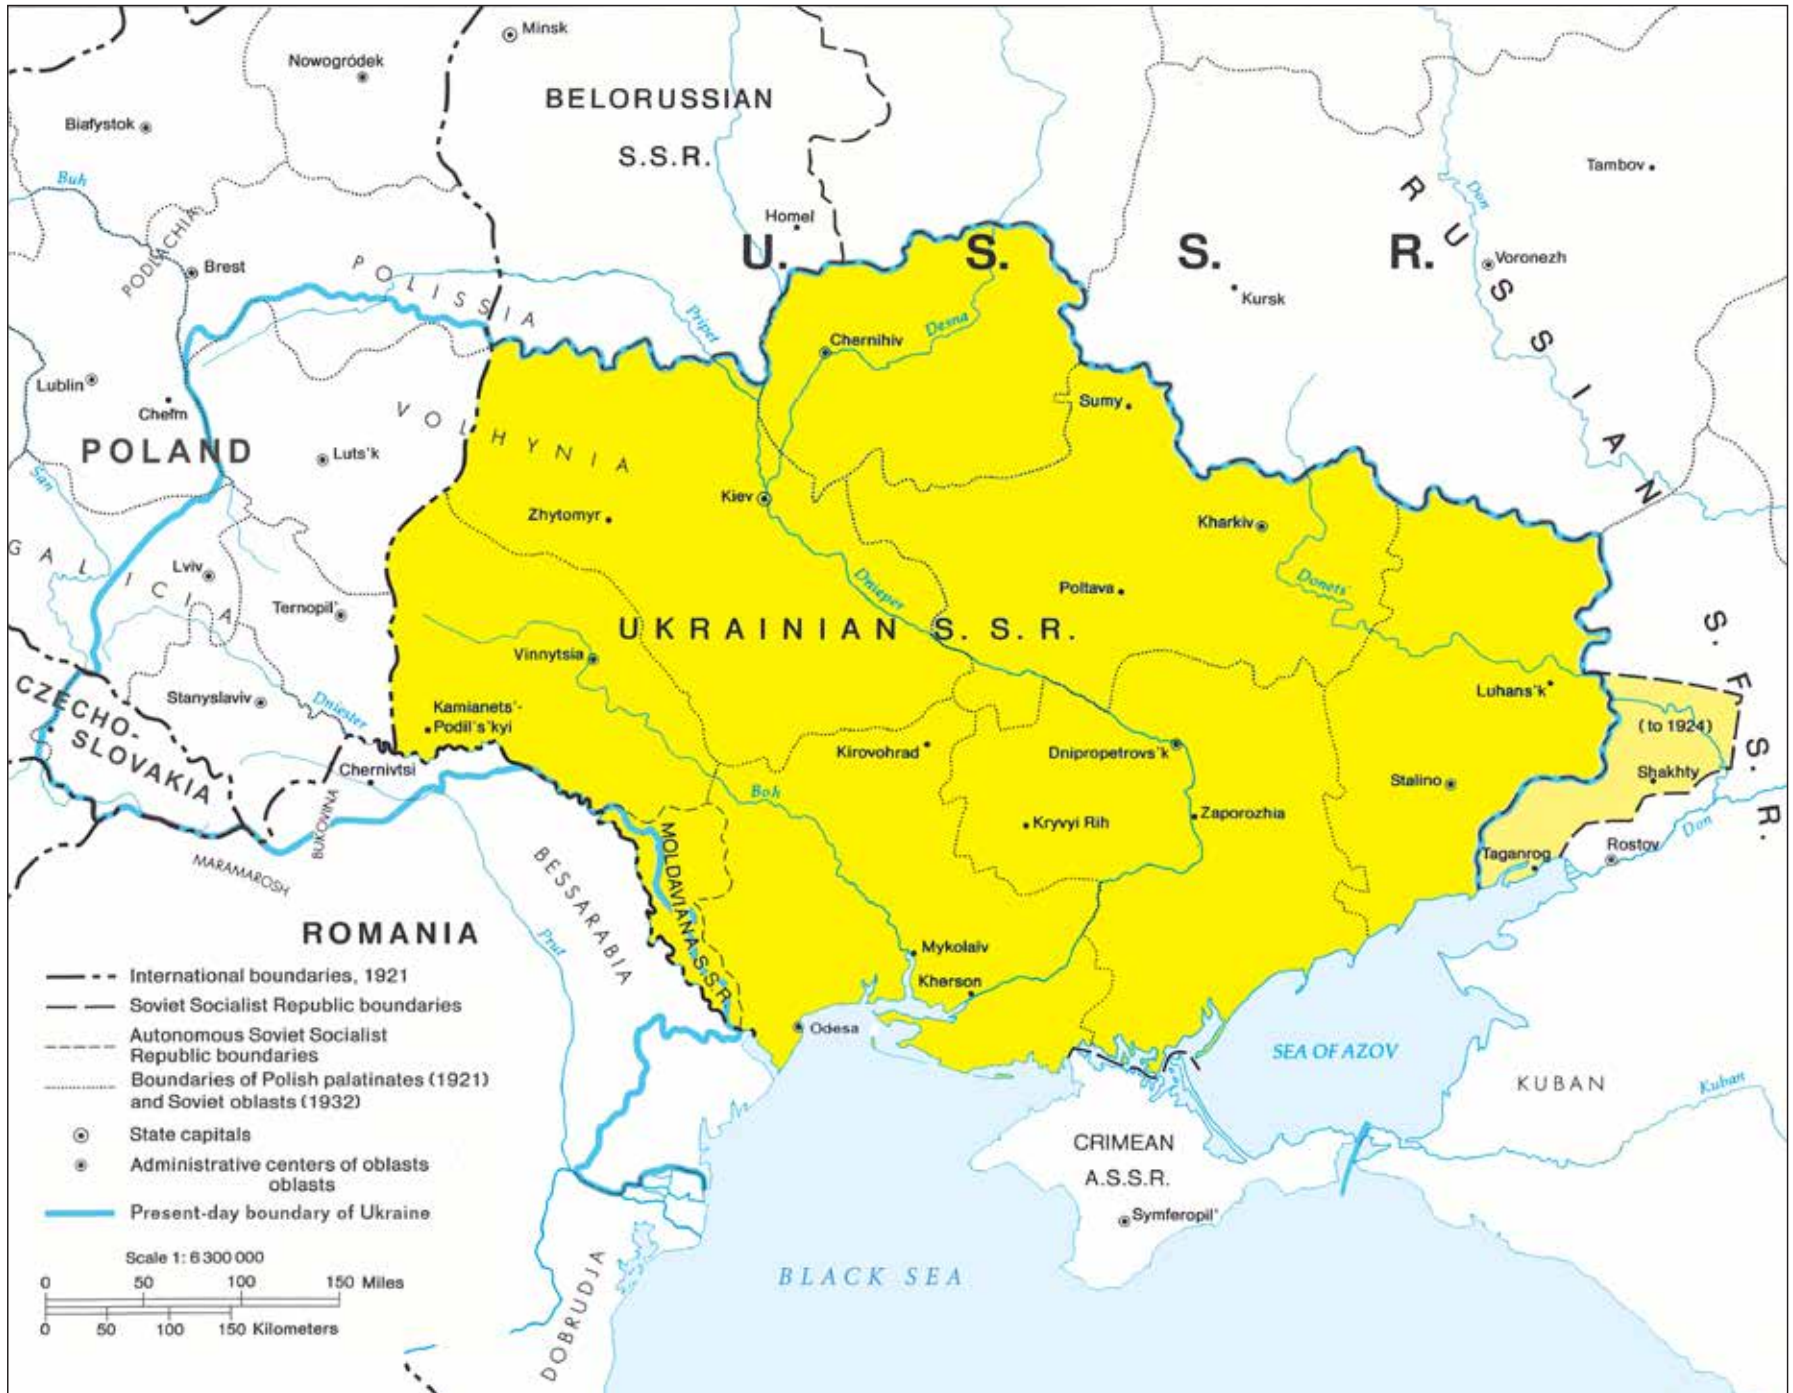 Minsk
Nowogródek
BELORUSSIAN
S.S.R.
Białystok
Tambov
Buh
Don
RUSSIAN
S.F.S.R.
Homel
U. S. S. R.
PODLACHIA
Brest
Voronezh
POLISSIA
Kursk
Pripet
Desna
Chernihiv
Lublin
Chełm
Sumy
VOLHYNIA
POLAND
Luts'k
San
Kiev
Zhytomyr
Kharkiv
GALICIA
Lviv
Dnieper
Donets'
Poltava
Ternopil'
UKRAINIAN S. S. R.
Vinnytsia
CZECHO-
SLOVAKIA
Stanyslaviv
Dniester
Kamianets'-
Podil's'kyi
Luhans'k
(to 1924)
Kirovohrad
Dnipropetrovs'k
Chernivtsi
Stalino
Shakhty
Boh
BUKOVINA
Kryvyi Rih
Zaporozhia
Don
MOLDAVIAN A.S.S.R.
Taganrog
Rostov
MARAMAROSH
BESSARABIA
ROMANIA
Prut
Mykolaiv
Kherson
Odesa
SEA OF AZOV
KUBAN
Kuban
CRIMEAN
A.S.S.R.
Symferopil'
BLACK SEA
DOBRUDJA
International boundaries, 1921
Soviet Socialist Republic boundaries
Autonomous Soviet Socialist
Republic boundaries
Boundaries of Polish palatinates (1921)
and Soviet oblasts (1932)
State capitals
Administrative centers of oblasts
oblasts
Present-day boundary of Ukraine
Scale 1: 6 300 000
0 50 100 150 Miles
0 50 100 150 Kilometers